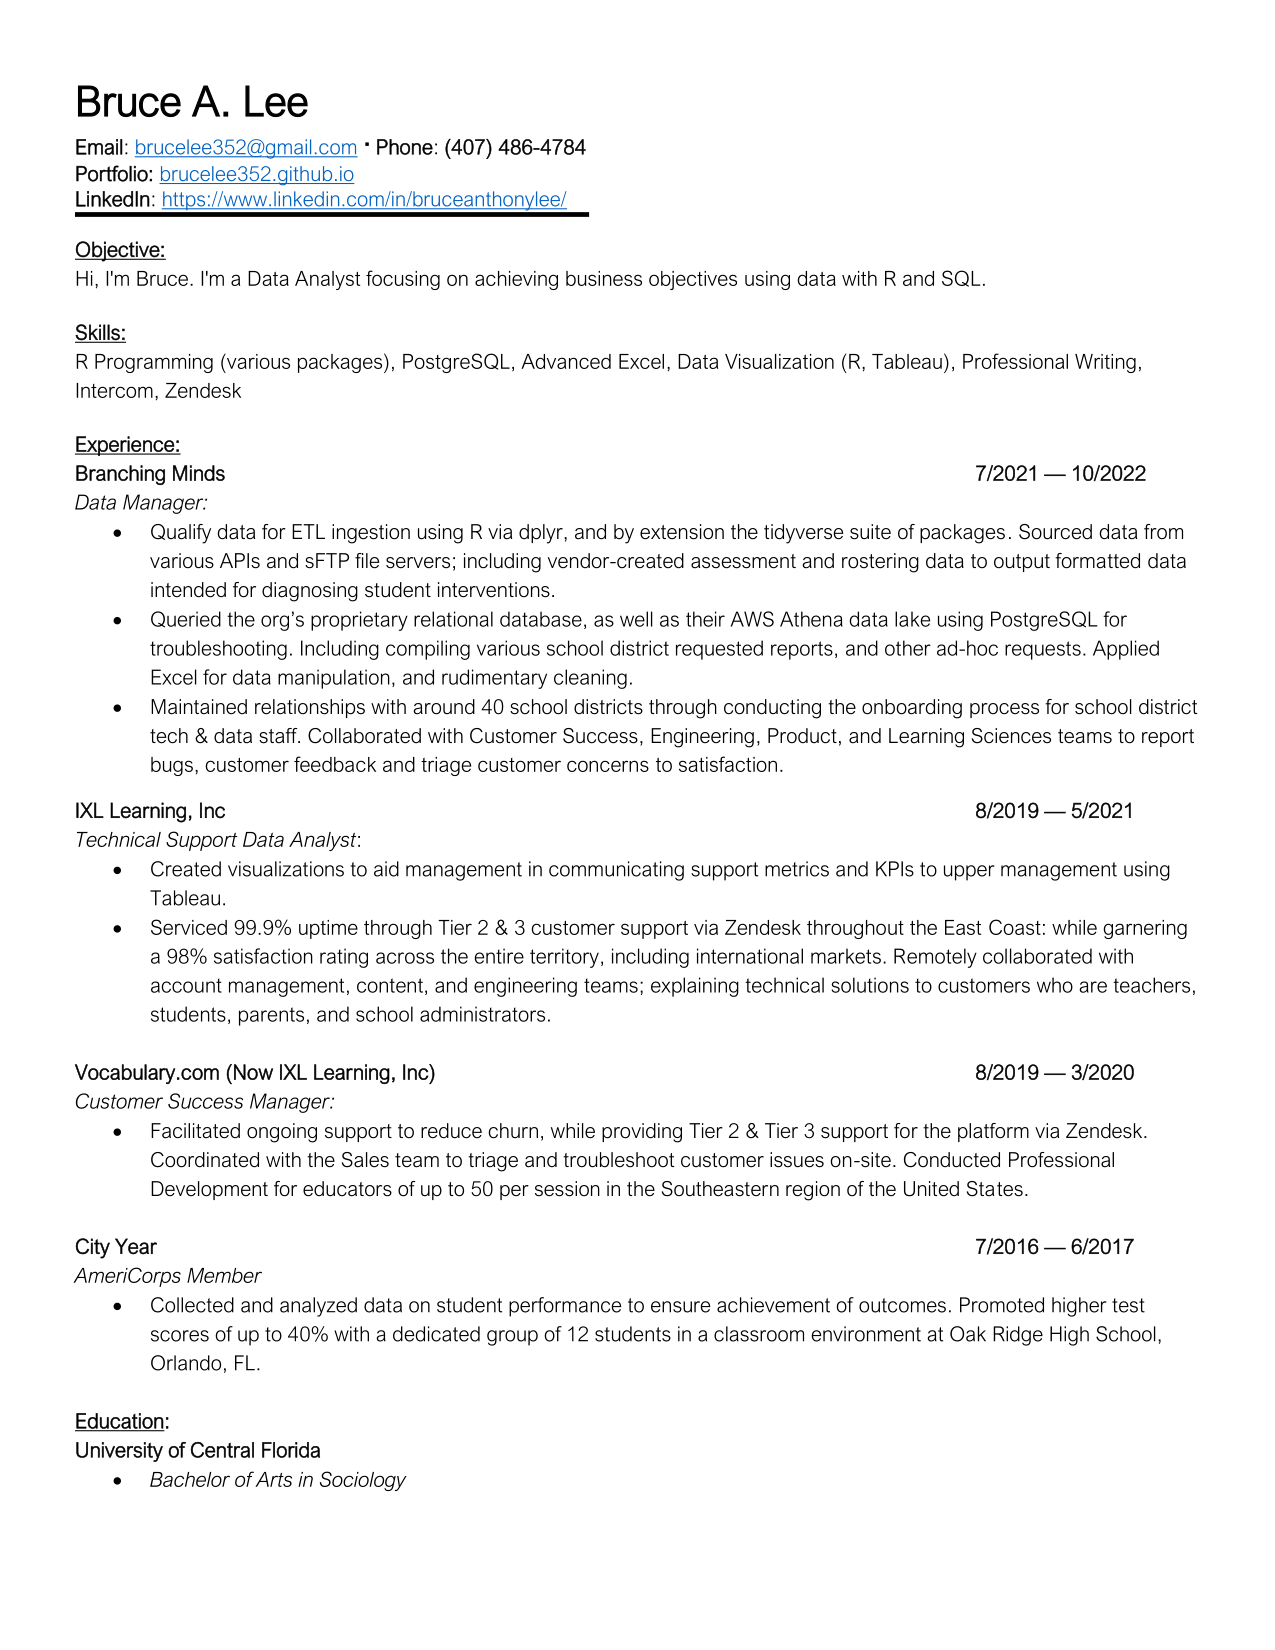 Bruce A. Lee
Email: brucelee352@gmail.com · Phone: (407) 486-4784
Portfolio: brucelee352.github.io
LinkedIn: https://www.linkedin.com/in/bruceanthonylee/
Objective:
Hi, I'm Bruce. I'm a Data Analyst focusing on achieving business objectives using data with R and SQL.
Skills:
R Programming (various packages), PostgreSQL, Advanced Excel, Data Visualization (R, Tableau), Professional Writing,
Intercom, Zendesk
Experience:
Branching Minds 7/2021 — 10/2022
Data Manager:
• Qualify data for ETL ingestion using R via dplyr, and by extension the tidyverse suite of packages. Sourced data from
various APIs and sFTP file servers; including vendor-created assessment and rostering data to output formatted data
intended for diagnosing student interventions.
• Queried the org’s proprietary relational database, as well as their AWS Athena data lake using PostgreSQL for
troubleshooting. Including compiling various school district requested reports, and other ad-hoc requests. Applied
Excel for data manipulation, and rudimentary cleaning.
• Maintained relationships with around 40 school districts through conducting the onboarding process for school district
tech & data staff. Collaborated with Customer Success, Engineering, Product, and Learning Sciences teams to report
bugs, customer feedback and triage customer concerns to satisfaction.
IXL Learning, Inc 8/2019 — 5/2021
Technical Support Data Analyst:
• Created visualizations to aid management in communicating support metrics and KPIs to upper management using
Tableau.
• Serviced 99.9% uptime through Tier 2 & 3 customer support via Zendesk throughout the East Coast: while garnering
a 98% satisfaction rating across the entire territory, including international markets. Remotely collaborated with
account management, content, and engineering teams; explaining technical solutions to customers who are teachers,
students, parents, and school administrators.
Vocabulary.com (Now IXL Learning, Inc) 8/2019 — 3/2020
Customer Success Manager:
• Facilitated ongoing support to reduce churn, while providing Tier 2 & Tier 3 support for the platform via Zendesk.
Coordinated with the Sales team to triage and troubleshoot customer issues on-site. Conducted Professional
Development for educators of up to 50 per session in the Southeastern region of the United States.
City Year 7/2016 — 6/2017
AmeriCorps Member
• Collected and analyzed data on student performance to ensure achievement of outcomes. Promoted higher test
scores of up to 40% with a dedicated group of 12 students in a classroom environment at Oak Ridge High School,
Orlando, FL.
Education:
University of Central Florida
• Bachelor of Arts in Sociology